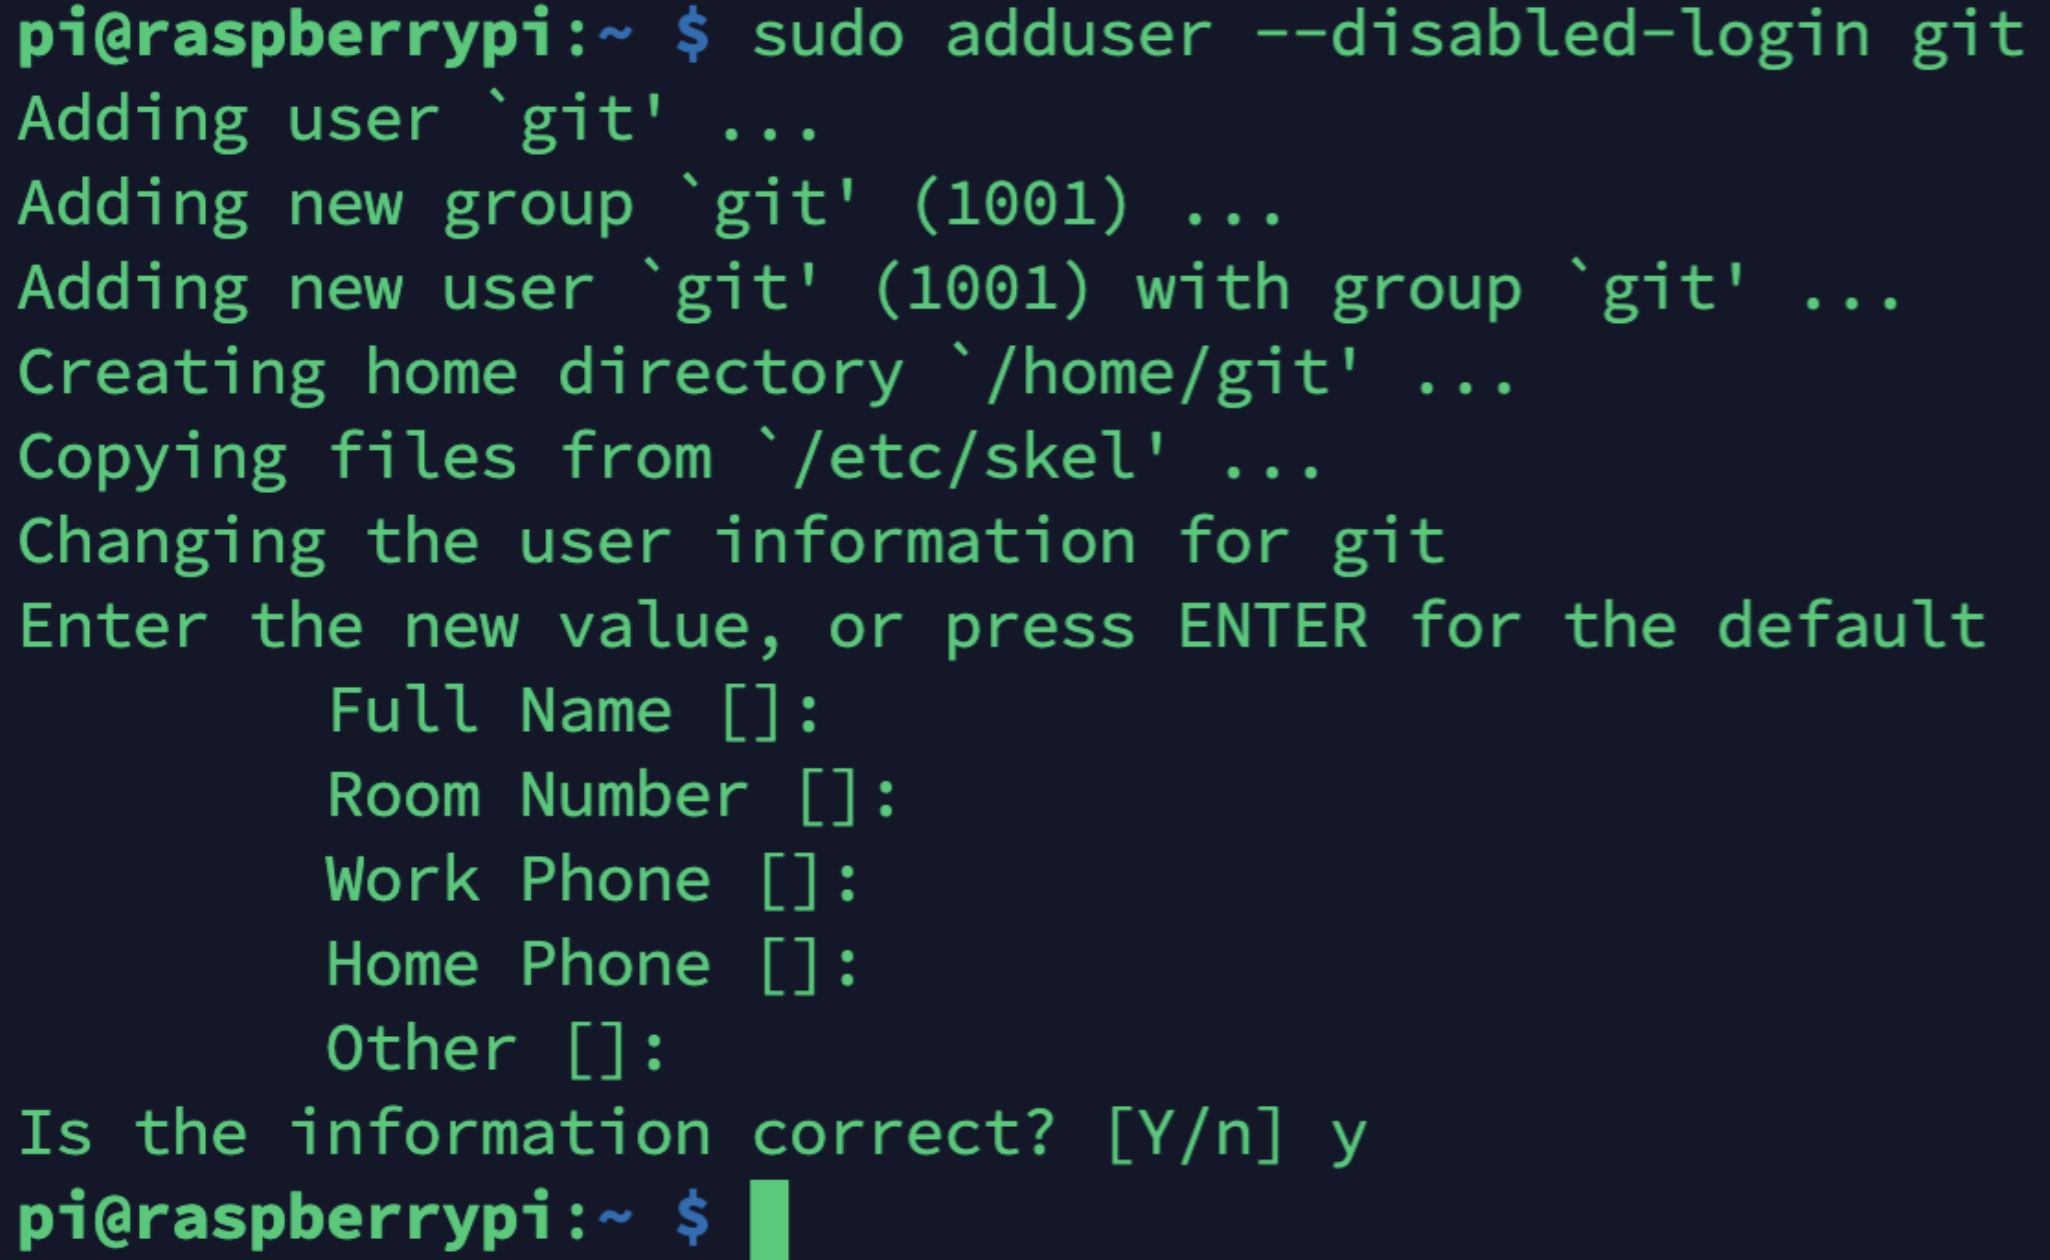 pi@raspberrypi:~ $ sudo adduser --disabled-login git
Adding user `git' ...
Adding new group `git' (1001) ...
Adding new user `git' (1001) with group `git' ...
Creating home directory `/home/git' ...
Copying files from `/etc/skel' ...
Changing the user information for git
Enter the new value, or press ENTER for the default
        Full Name []:
        Room Number []:
        Work Phone []:
        Home Phone []:
        Other []:
Is the information correct? [Y/n] y
pi@raspberrypi:~ $